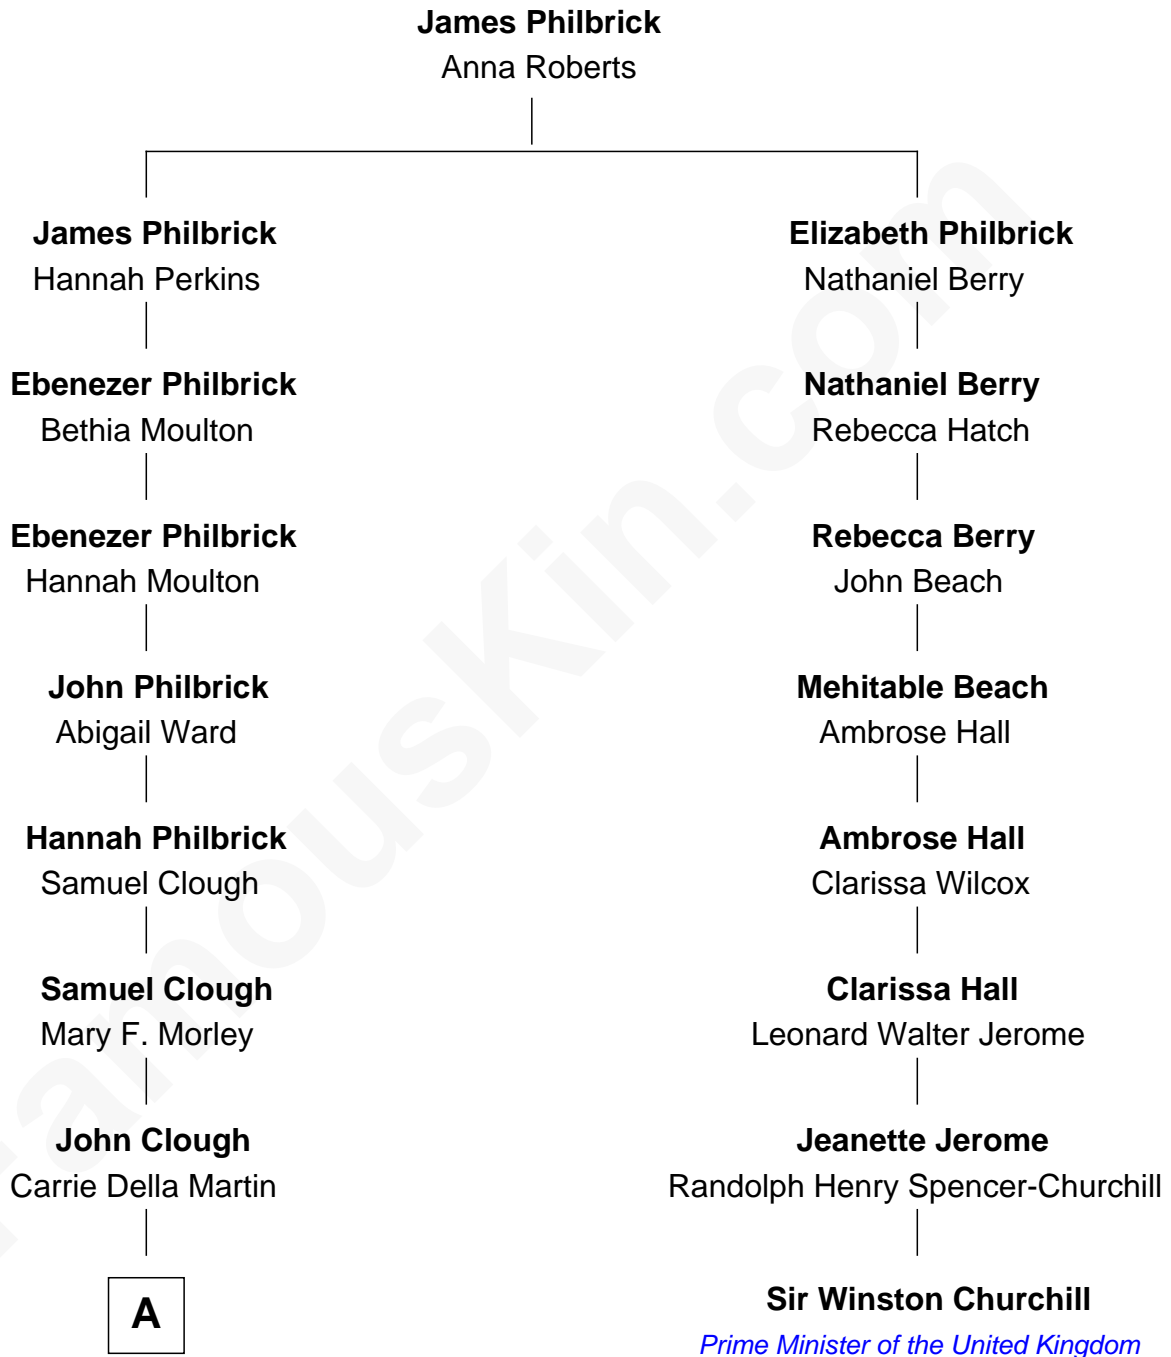 James Philbrick
Anna Roberts
James Philbrick
Hannah Perkins
Ebenezer Philbrick
Bethia Moulton
Ebenezer Philbrick
Hannah Moulton
John Philbrick
Abigail Ward
Hannah Philbrick
Samuel Clough
Samuel Clough
Mary F. Morley
John Clough
Carrie Della Martin
A
Elizabeth Philbrick
Nathaniel Berry
Nathaniel Berry
Rebecca Hatch
Rebecca Berry
John Beach
Mehitable Beach
Ambrose Hall
Ambrose Hall
Clarissa Wilcox
Clarissa Hall
Leonard Walter Jerome
Jeanette Jerome
Randolph Henry Spencer-Churchill
Sir Winston Churchill
Prime Minister of the United Kingdom
FamousKin.com